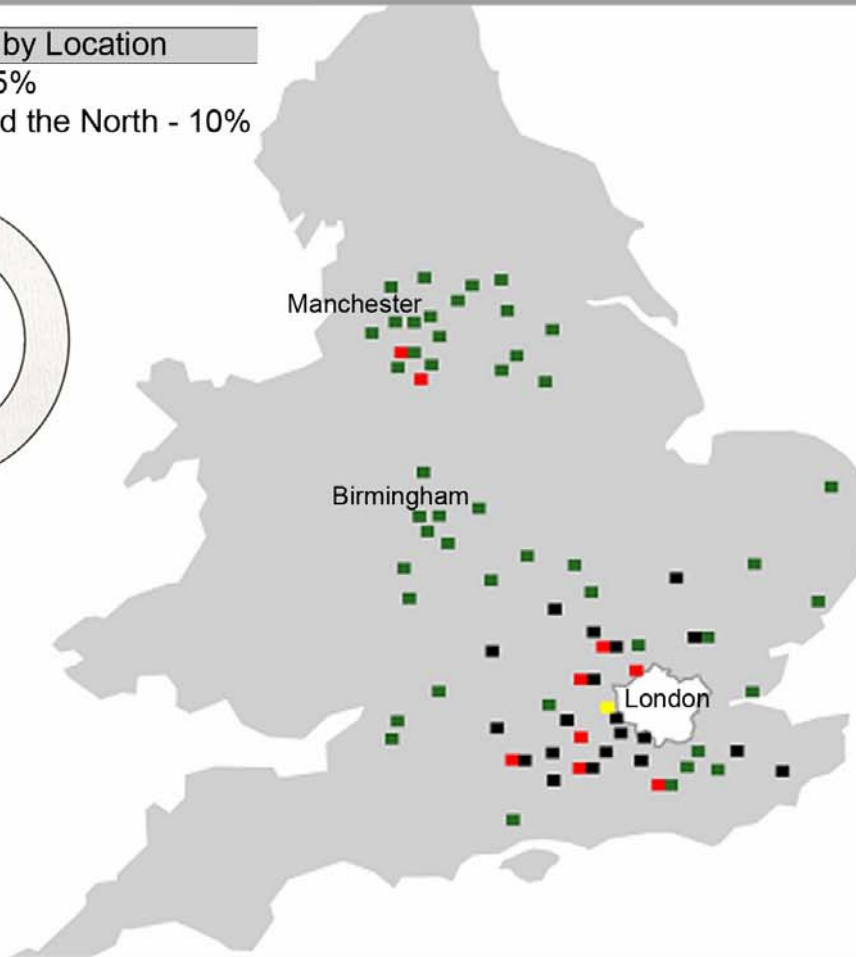 by Location
5%
d the North - 10%
Manchester
Birmingham
London